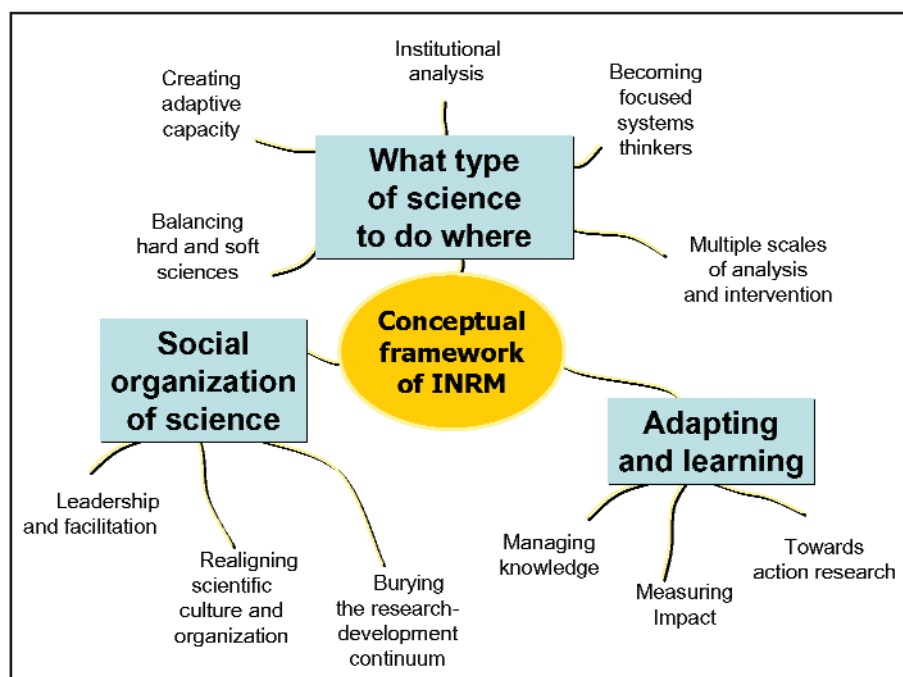 Institutional
analysis
Creating
adaptive
capacity
Becoming
focused
systems
thinkers
What type
of science
to do where
Balancing
hard and soft
sciences
Multiple scales
of analysis
and intervention
Conceptual
framework
of INRM
Social
organization
of science
Adapting
and learning
Leadership
and facilitation
Realigning
scientific
culture and
organization
Burying
the research-
development
continuum
Managing
knowledge
Measuring
Impact
Towards
action research